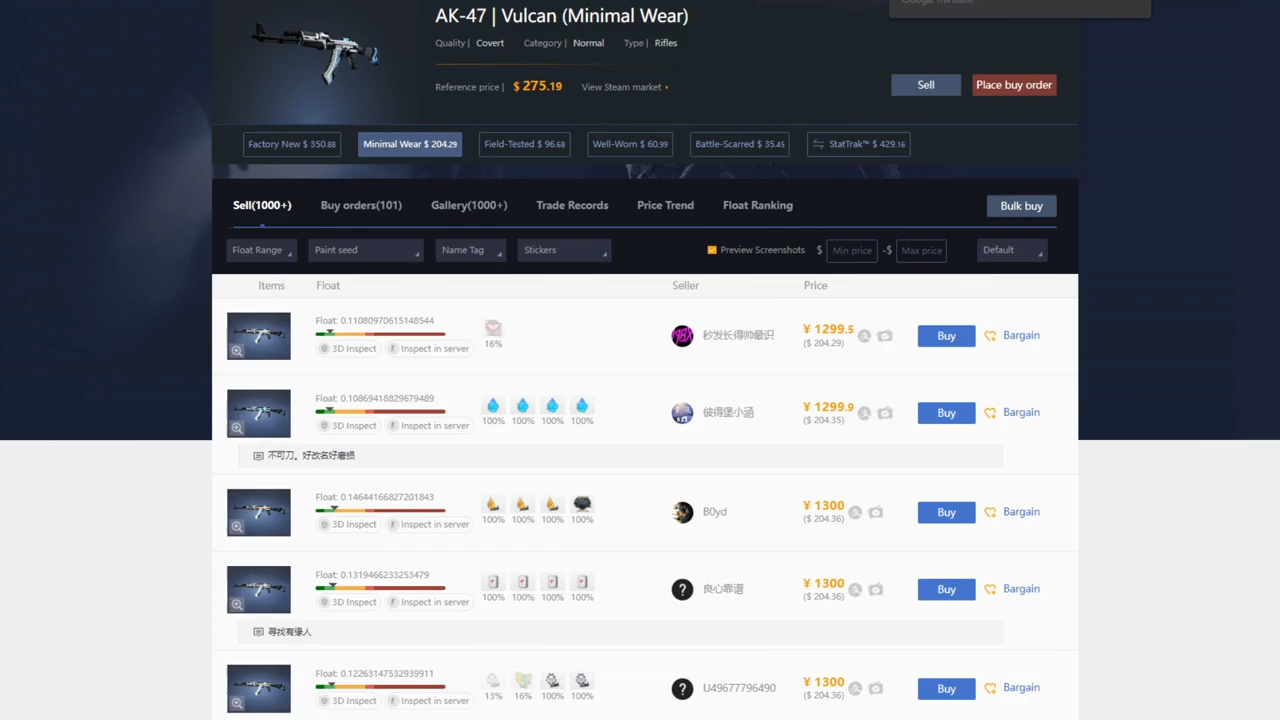 Google Translate
AK-47 | Vulcan (Minimal Wear)
Quality | Covert Category | Normal Type | Rifles
Reference price | $ 275.19 View Steam market
Sell Place buy order
Factory New $ 350.88 Minimal Wear $ 204.29 Field-Tested $ 96.68 Well-Worn $ 60.99 Battle-Scarred $ 35.45 StatTrak™ $ 429.16
Sell(1000+) Buy orders(101) Gallery(1000+) Trade Records Price Trend Float Ranking Bulk buy
Float Range Paint seed Name Tag Stickers Preview Screenshots $ Min price -$ Max price Default
Items Float Seller Price
Float: 0.11080970615148544
3D Inspect Inspect in server 16% 秒发长得帅最识 ¥ 1299.5 ($ 204.29) Buy Bargain
Float: 0.10869418829679489
3D Inspect Inspect in server 100% 100% 100% 100% 彼得堡小涵 ¥ 1299.9 ($ 204.35) Buy Bargain
不可刀。好改名好磨损
Float: 0.14644166827201843
3D Inspect Inspect in server 100% 100% 100% 100% B0yd ¥ 1300 ($ 204.36) Buy Bargain
Float: 0.1319466233253479
3D Inspect Inspect in server 100% 100% 100% 100% 良心靠谱 ¥ 1300 ($ 204.36) Buy Bargain
寻找有缘人
Float: 0.12263147532939911
3D Inspect Inspect in server 13% 16% 100% 100% U49677796490 ¥ 1300 ($ 204.36) Buy Bargain